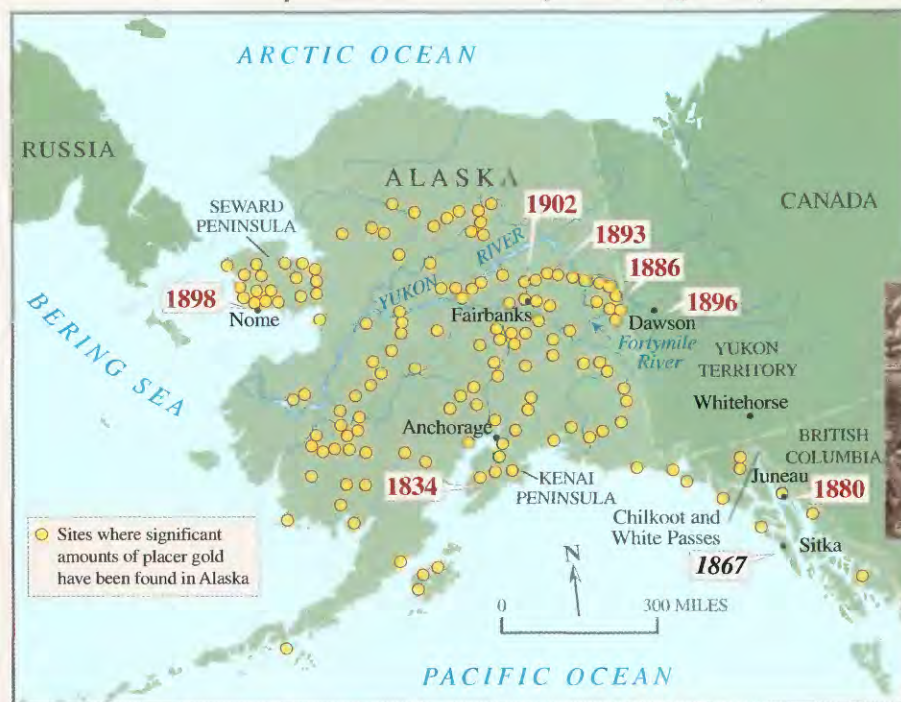 ARCTIC OCEAN
RUSSIA
ALASKA
CANADA
SEWARD
PENINSULA
1902
1893
RIVER
1886
YUKON
1898
Nome
Fairbanks
1896
Dawson
Fortymile
River
BERING SEA
YUKON
TERRITORY
Whitehorse
Anchorage
BRITISH
COLUMBIA
Juneau
1834
KENAI
PENINSULA
1880
Chilkoot and
White Passes
Sitka
1867
Sites where significant
amounts of placer gold
have been found in Alaska
N
0 300 MILES
PACIFIC OCEAN